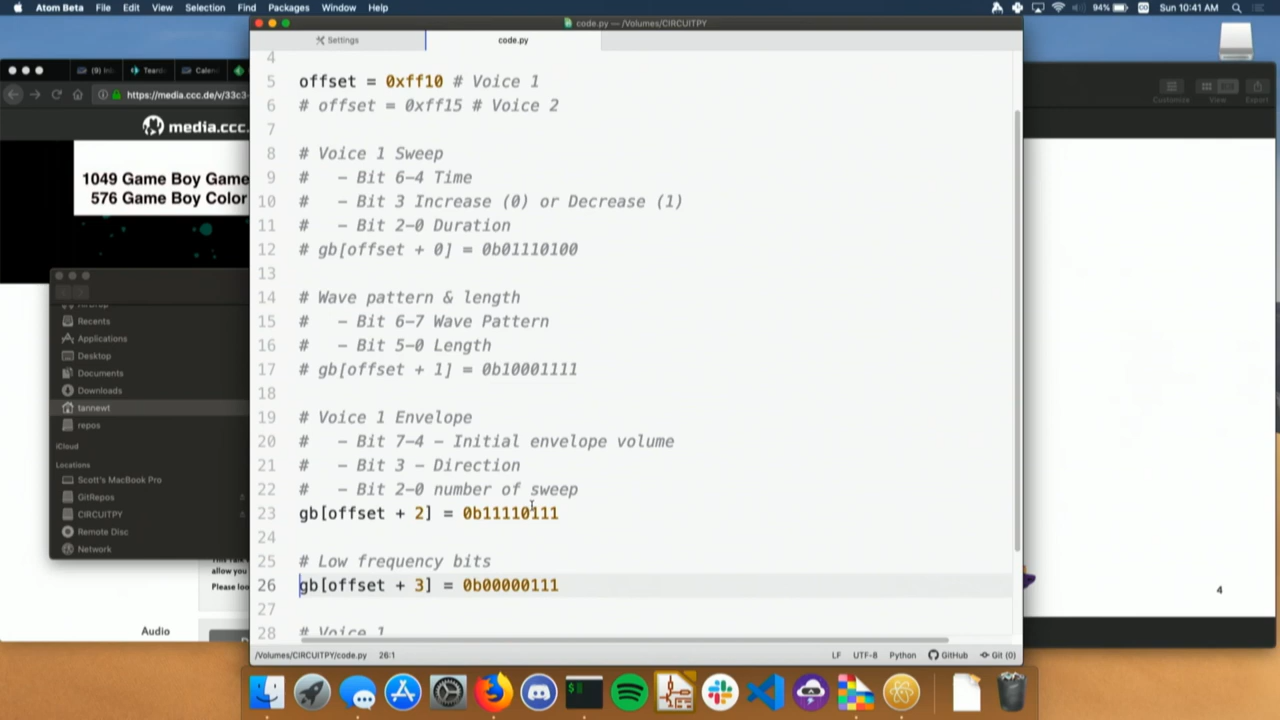 Atom Beta File Edit View Selection Find Packages Window Help
94% Sun 10:41 AM
code.py — /Volumes/CIRCUITPY
Settings
code.py
4
5 offset = 0xff10 # Voice 1
6 # offset = 0xff15 # Voice 2
7
8 # Voice 1 Sweep
9 # - Bit 6-4 Time
10 # - Bit 3 Increase (0) or Decrease (1)
11 # - Bit 2-0 Duration
12 # gb[offset + 0] = 0b01110100
13
14 # Wave pattern & length
15 # - Bit 6-7 Wave Pattern
16 # - Bit 5-0 Length
17 # gb[offset + 1] = 0b10001111
18
19 # Voice 1 Envelope
20 # - Bit 7-4 - Initial envelope volume
21 # - Bit 3 - Direction
22 # - Bit 2-0 number of sweep
23 gb[offset + 2] = 0b11110111
24
25 # Low frequency bits
26 gb[offset + 3] = 0b00000111
27
28 # Voice 1
/Volumes/CIRCUITPY/code.py 26:1
LF UTF-8 Python GitHub Git (0)
https://media.ccc.de/v/33c3-
media.ccc.
1049 Game Boy Game
576 Game Boy Color
AirDrop
Recents
Applications
Desktop
Documents
Downloads
tannewt
repos
iCloud
Locations
Scott's MacBook Pro
GitRepos
CIRCUITPY
Remote Disc
Network
allow you
Please loo
Audio
Customize View Export
4